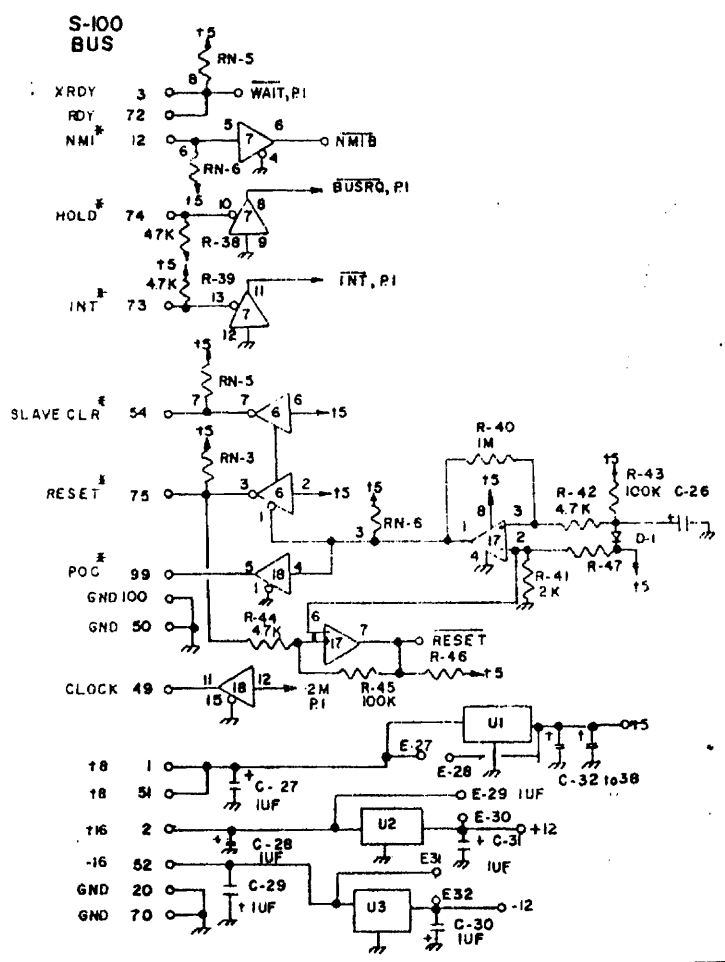 S-100
BUS
+5
RN-5
8
XRDY 3 WAIT, P.1
RDY 72
NMI* 12 5 7 6 NMIB
4
6
RN-6
+5
HOLD* 74 10 7 8 BUSRQ, P.1
9
47K R-38
+5
4.7K R-39
INT* 73 13 7 11 INT, P.1
12
+5
RN-5
SLAVE CLR* 54 7 7 6 6 +5
+5
RN-3
RESET* 75 3 6 2 +5
1
R-40
1M
+5
8
1 17 3
4 2
+5
RN-6
3
R-42
4.7K
+5
R-43
100K
C-26
+
D-1
R-47
+5
R-41
2K
POC* 99 5 18 4
1
GND 100
GND 50
R-44
4.7K
6
17 7 RESET
R-45
100K
R-46
+5
CLOCK 49 11 18 12 2M
P.1
15
U1
+5
E-27
E-28
+ +
C-32 to 38
+8 1
+8 51
+ C-27
1UF
E-29 1UF
+16 2
+ C-28
1UF
U2
E-30
+12
+ C-31
1UF
-16 52
C-29
+ 1UF
E31
U3
E32
-12
C-30
+ 1UF
GND 20
GND 70